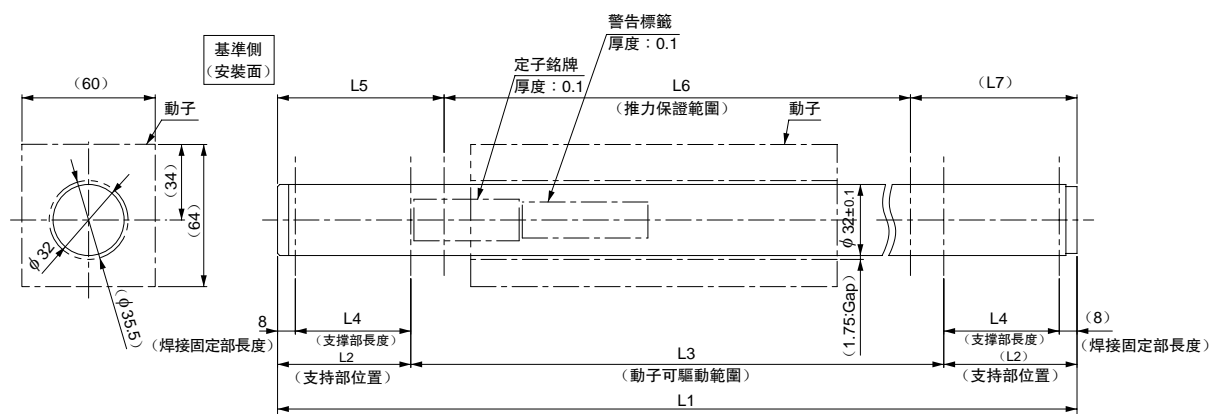 警告標籤
厚度：0.1
基準側
(安裝面)
定子銘牌
厚度：0.1
(60)
L5
L6
(推力保證範圍)
(L7)
動子
動子
(34)
(64)
φ32
(φ35.5)
φ32±0.1
(1.75:Gap)
8
(焊接固定部長度)
L4
(支撐部長度)
L2
(支持部位置)
L3
(動子可驅動範圍)
L4
(支撐部長度)
(L2)
(支持部位置)
(8)
(焊接固定部長度)
L1